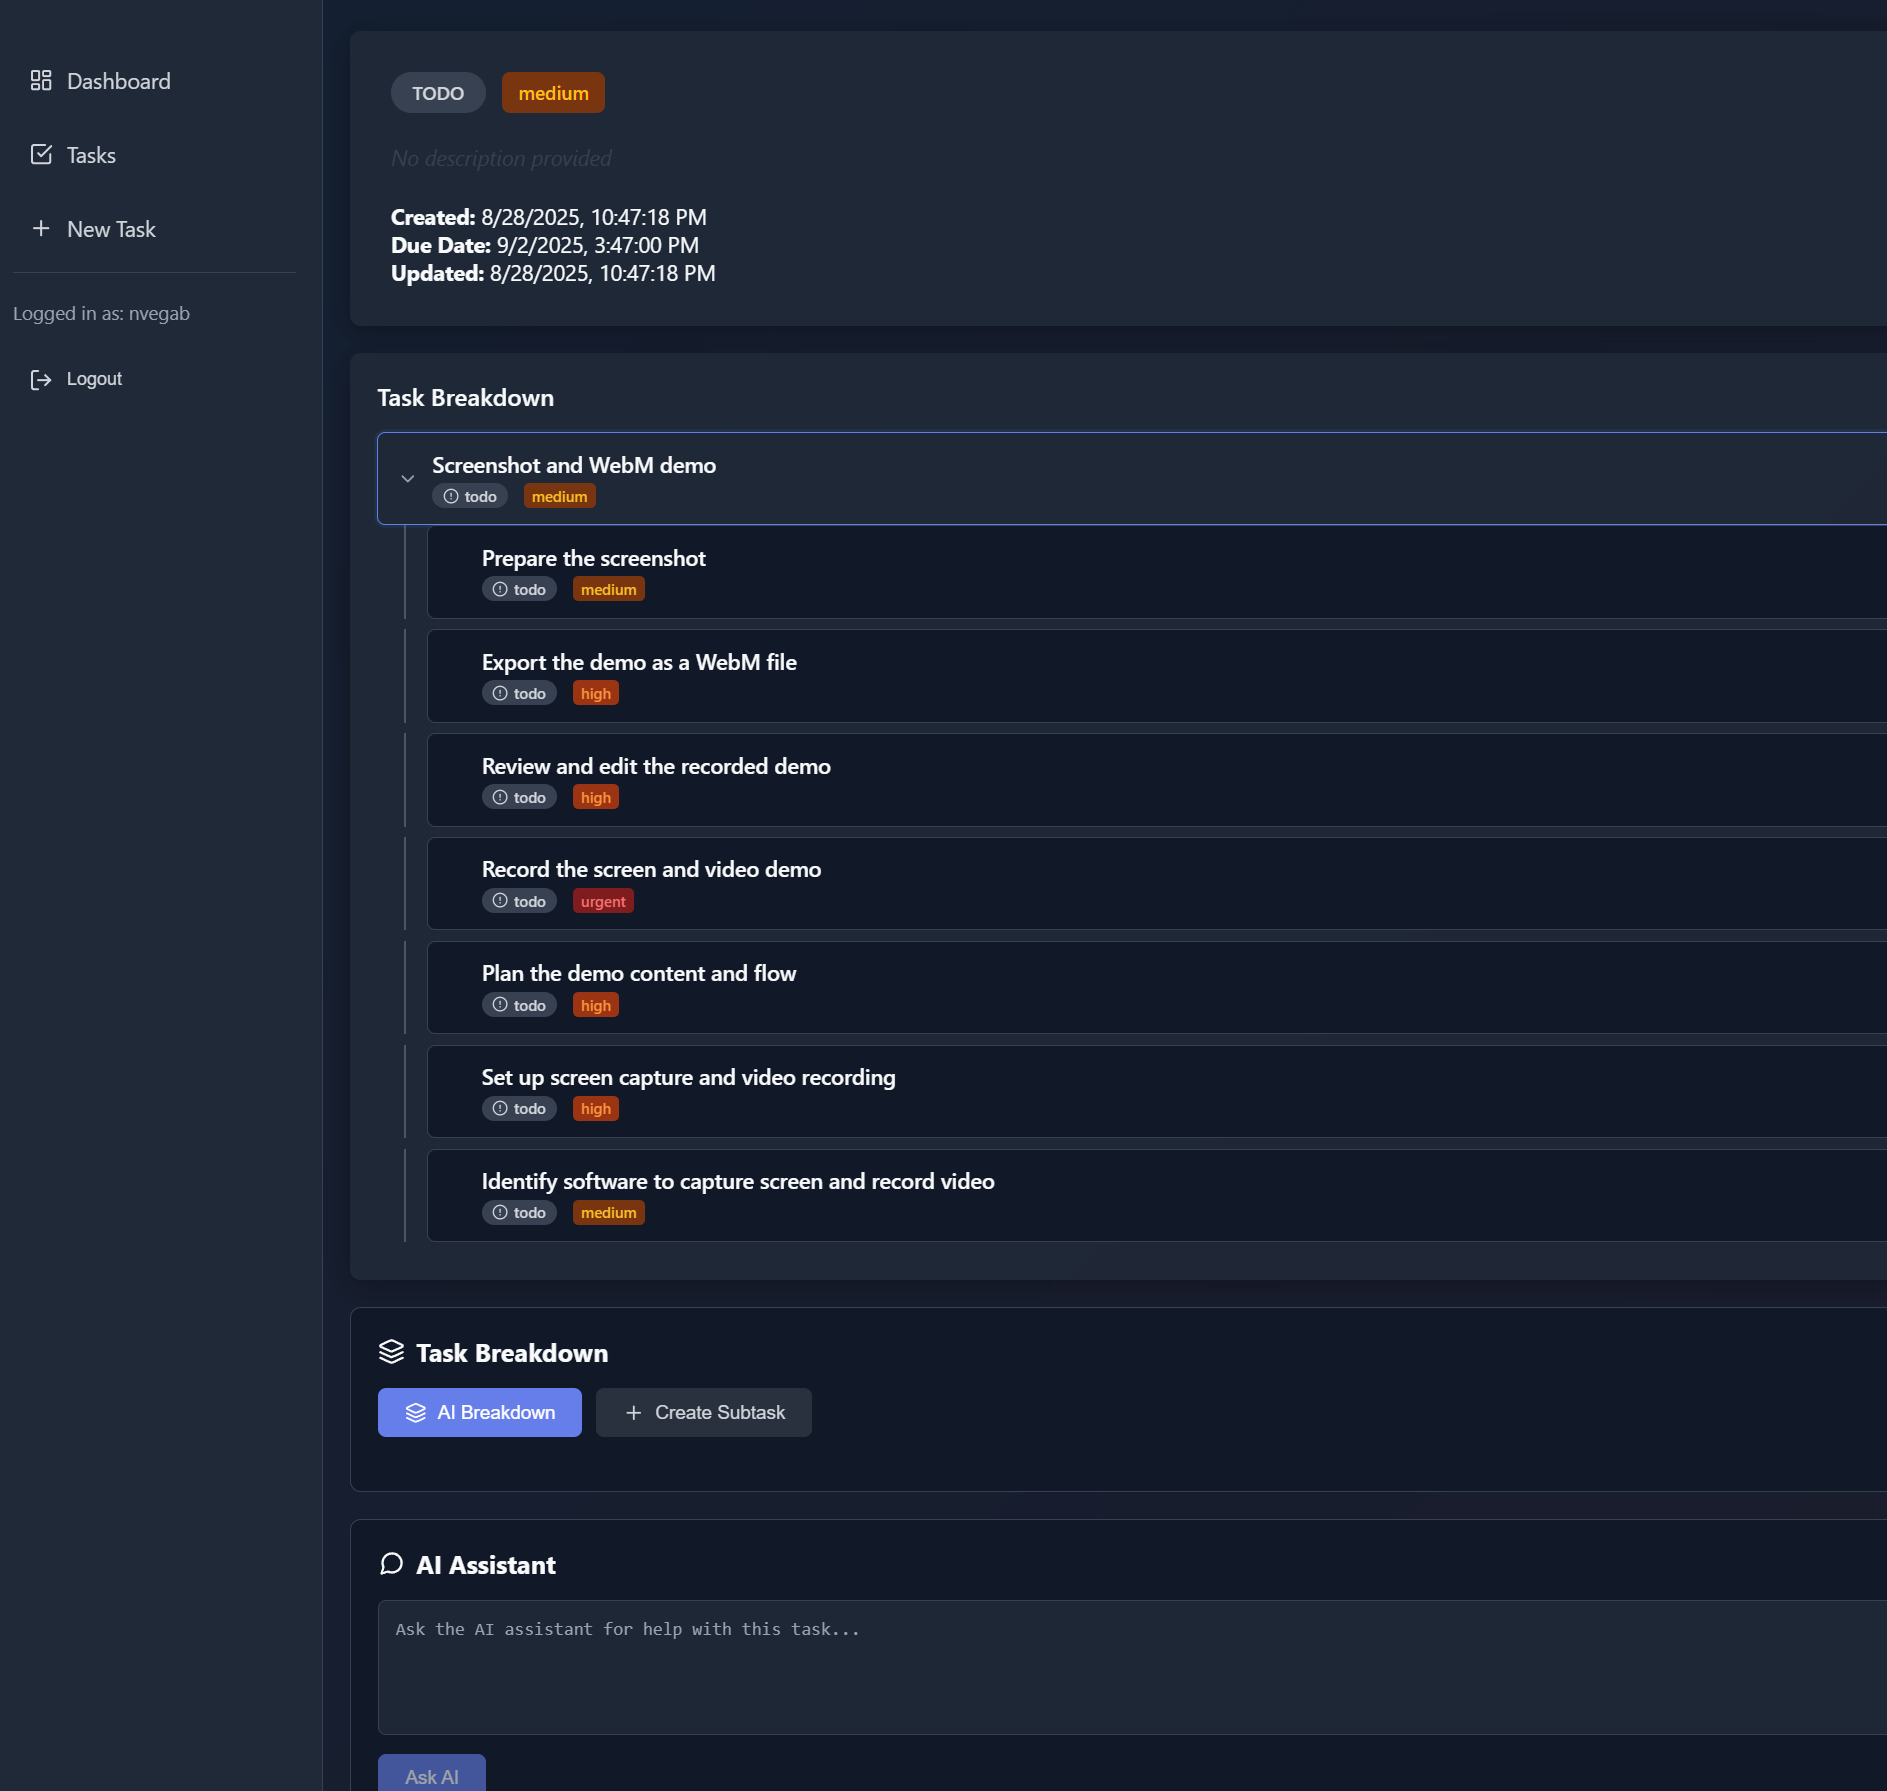 Dashboard
Tasks
New Task
Logged in as: nvegab
Logout
TODO medium
No description provided
Created: 8/28/2025, 10:47:18 PM
Due Date: 9/2/2025, 3:47:00 PM
Updated: 8/28/2025, 10:47:18 PM
Task Breakdown
Screenshot and WebM demo
todo medium
Prepare the screenshot
todo medium
Export the demo as a WebM file
todo high
Review and edit the recorded demo
todo high
Record the screen and video demo
todo urgent
Plan the demo content and flow
todo high
Set up screen capture and video recording
todo high
Identify software to capture screen and record video
todo medium
Task Breakdown
AI Breakdown Create Subtask
AI Assistant
Ask the AI assistant for help with this task...
Ask AI